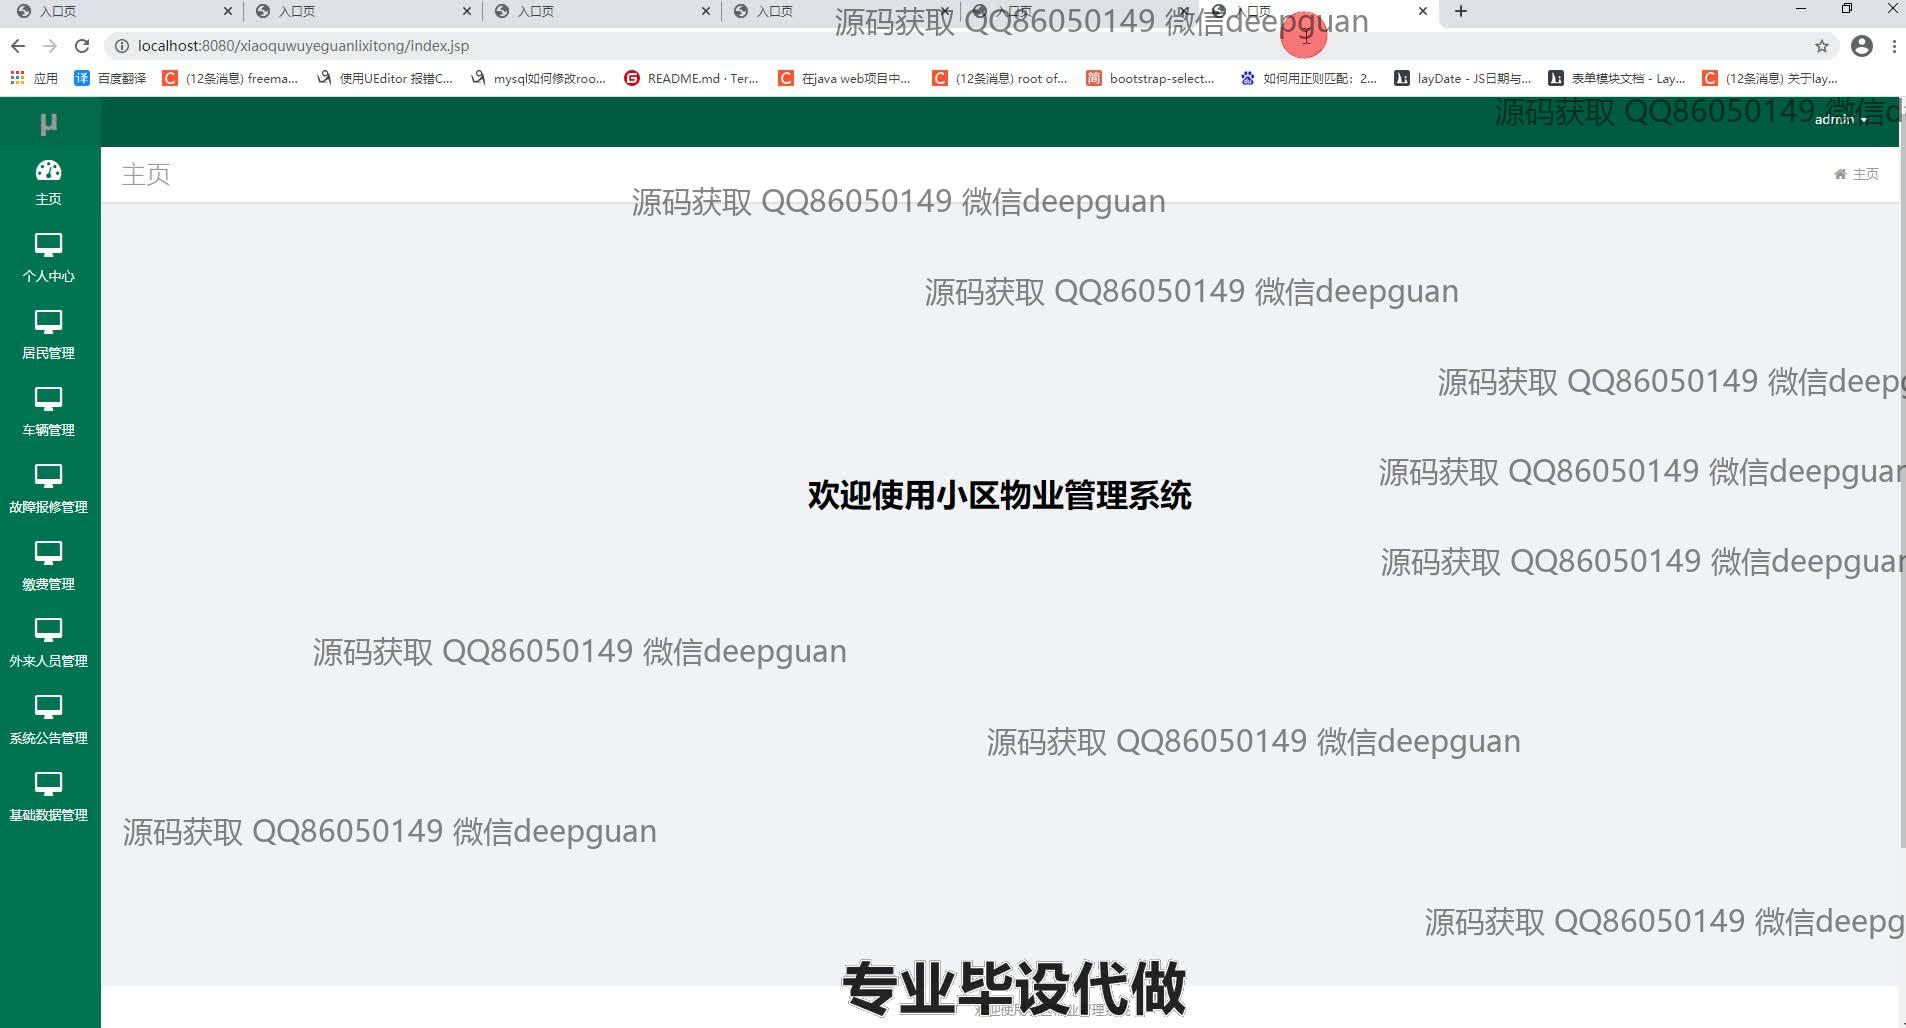 入口页
入口页
入口页
入口页
入口页
入口页
源码获取 QQ86050149 微信deepguan
localhost:8080/xiaoquwuyeguanlixitong/index.jsp
应用 百度翻译 (12条消息) freema... 使用UEditor 报错C... mysql如何修改roo... README.md · Ter... 在java web项目中... (12条消息) root of... bootstrap-select... 如何用正则匹配：2... layDate - JS日期与... 表单模块文档 - Lay... (12条消息) 关于lay...
μ
源码获取 QQ86050149 微信d
admin
主页
主页
主页
源码获取 QQ86050149 微信deepguan
个人中心
源码获取 QQ86050149 微信deepguan
居民管理
源码获取 QQ86050149 微信deepg
车辆管理
源码获取 QQ86050149 微信deepguan
欢迎使用小区物业管理系统
故障报修管理
源码获取 QQ86050149 微信deepguan
缴费管理
源码获取 QQ86050149 微信deepguan
外来人员管理
系统公告管理
源码获取 QQ86050149 微信deepguan
基础数据管理
源码获取 QQ86050149 微信deepguan
源码获取 QQ86050149 微信deepg
专业毕设代做